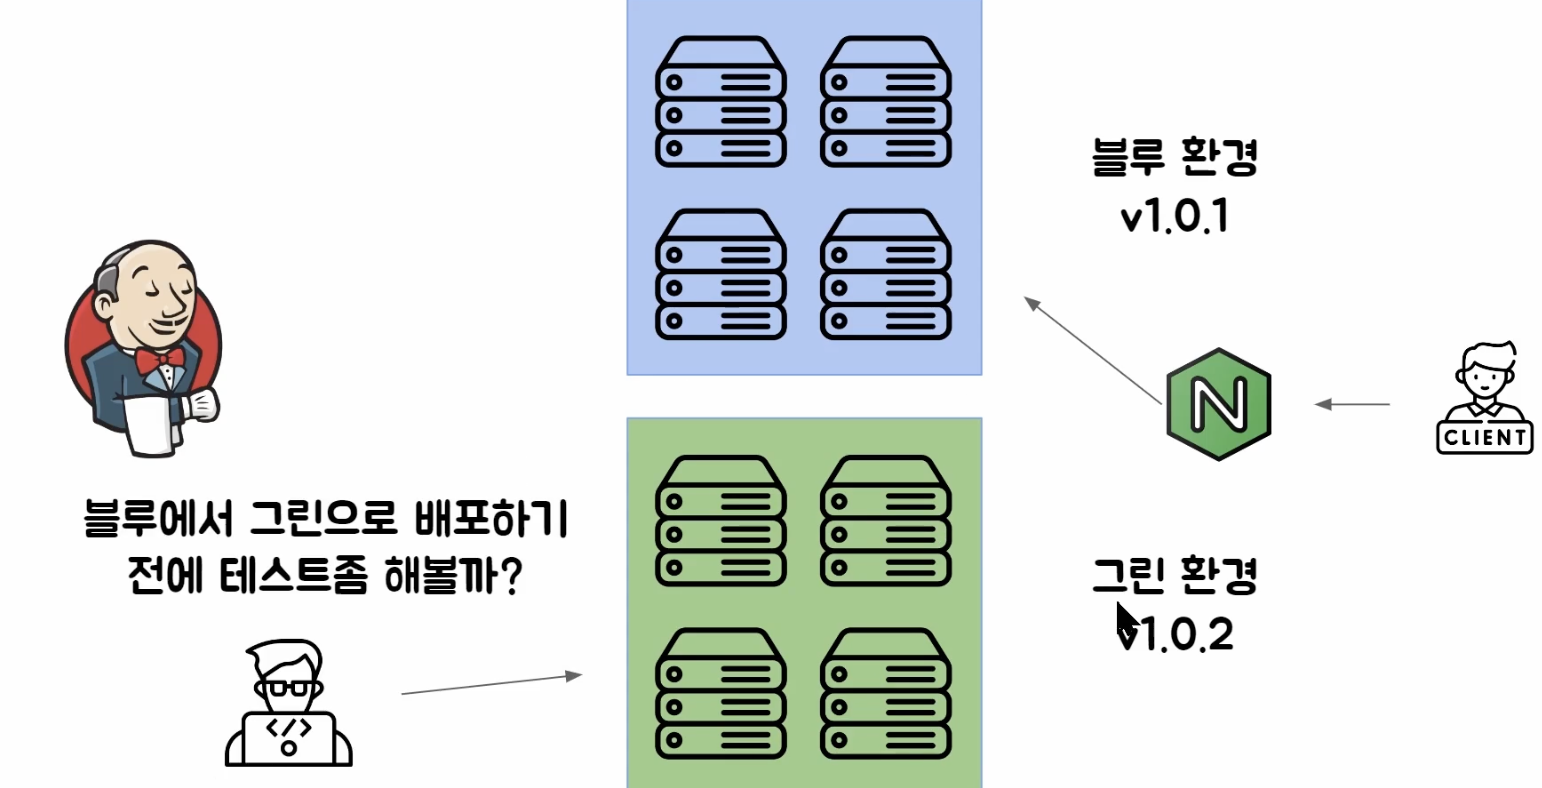 블루 환경
v1.0.1
N
CLIENT
블루에서 그린으로 배포하기
전에 테스트좀 해볼까?
</>
그린 환경
v1.0.2